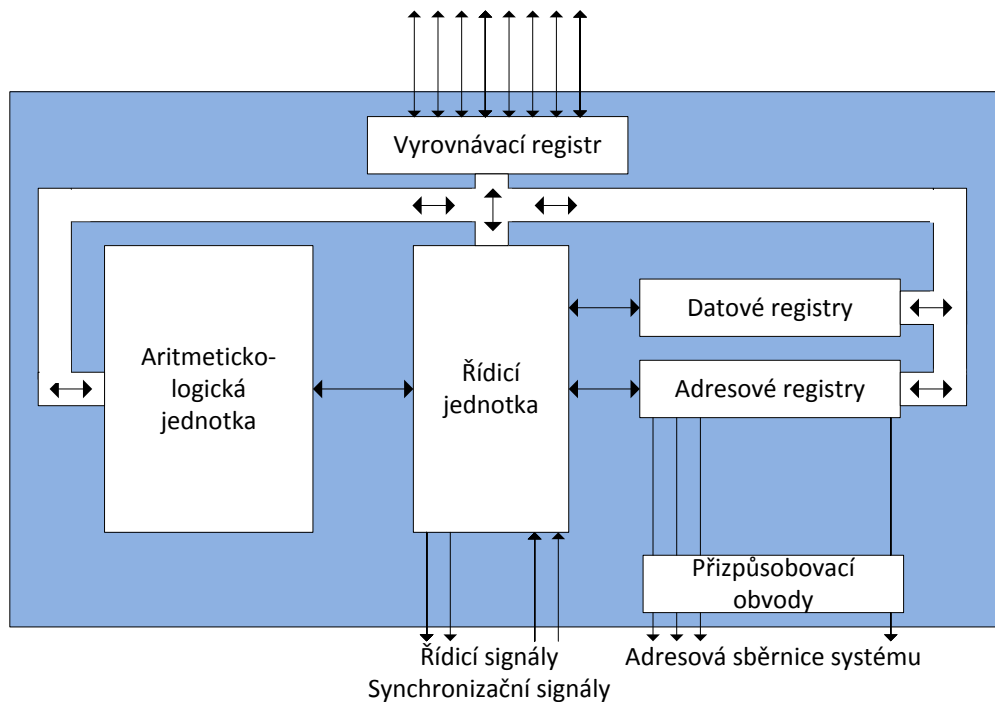 Vyrovnávací registr
Aritmeticko-
logická
jednotka
Řídicí
jednotka
Datové registry
Adresové registry
Přizpůsobovací
obvody
Řídicí signály
Synchronizační signály
Adresová sběrnice systému